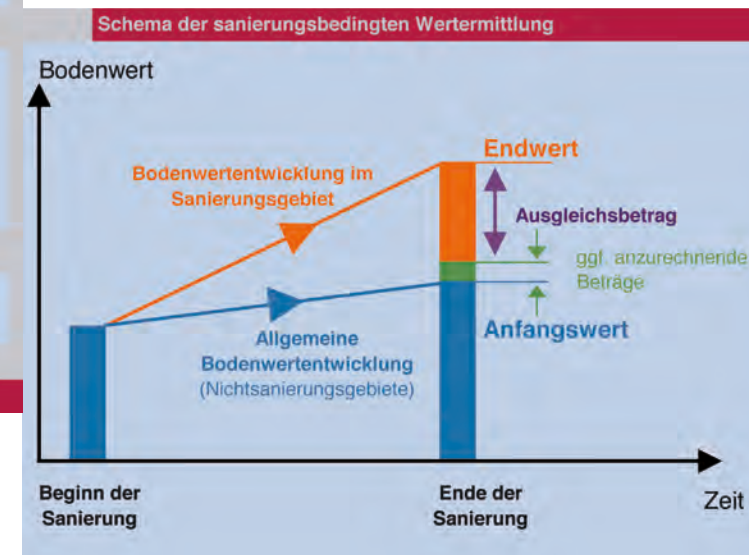 Schema der sanierungsbedingten Wertermittlung
Bodenwert
Endwert
Bodenwertentwicklung im
Sanierungsgebiet
Ausgleichsbetrag
ggf. anzurechnende
Beträge
Anfangswert
Allgemeine
Bodenwertentwicklung
(Nichtsanierungsgebiete)
Beginn der
Sanierung
Ende der
Sanierung
Zeit